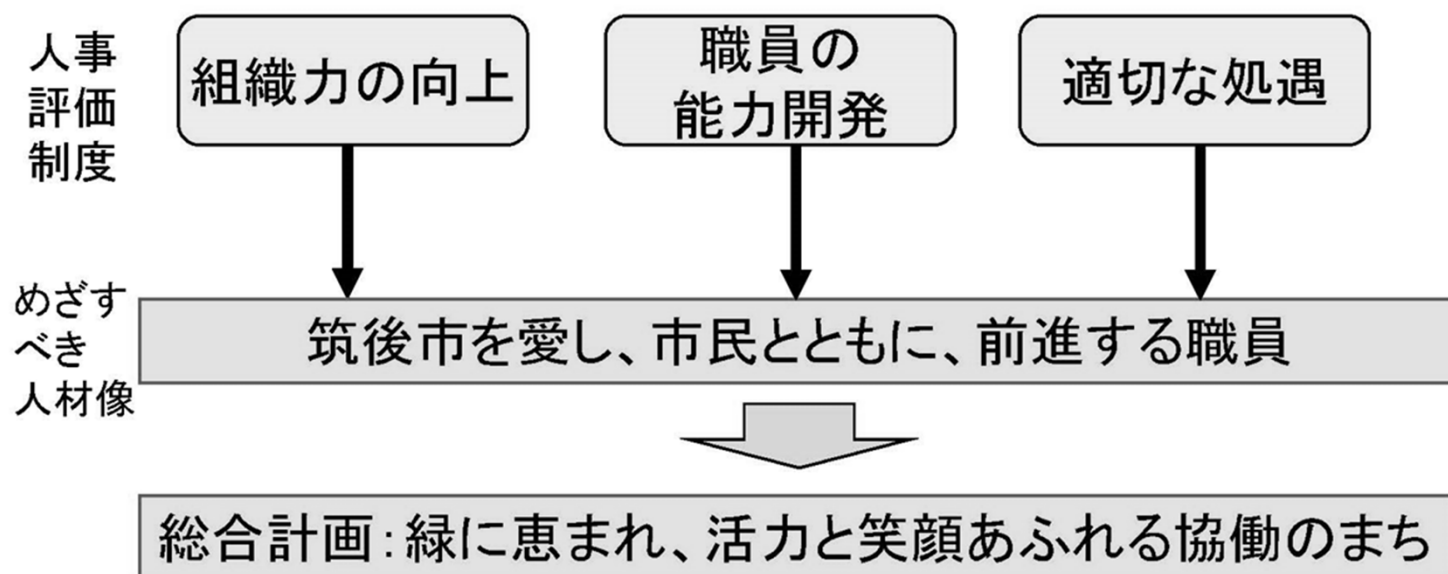 人事
評価
制度
組織力の向上
職員の
能力開発
適切な処遇
めざす
べき
人材像
筑後市を愛し、市民とともに、前進する職員
総合計画：緑に恵まれ、活力と笑顔あふれる協働のまち